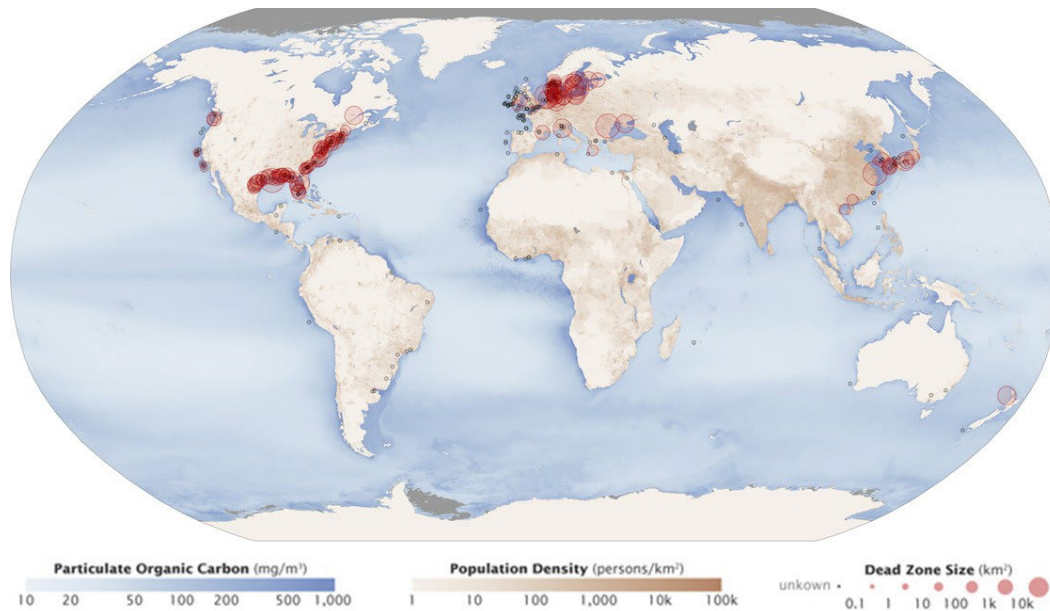 Particulate Organic Carbon (mg/m³)
10 20 50 100 200 500 1,000
Population Density (persons/km²)
1 10 100 1,000 10k 100k
Dead Zone Size (km²)
unkown
0.1 1 10 100 1k 10k